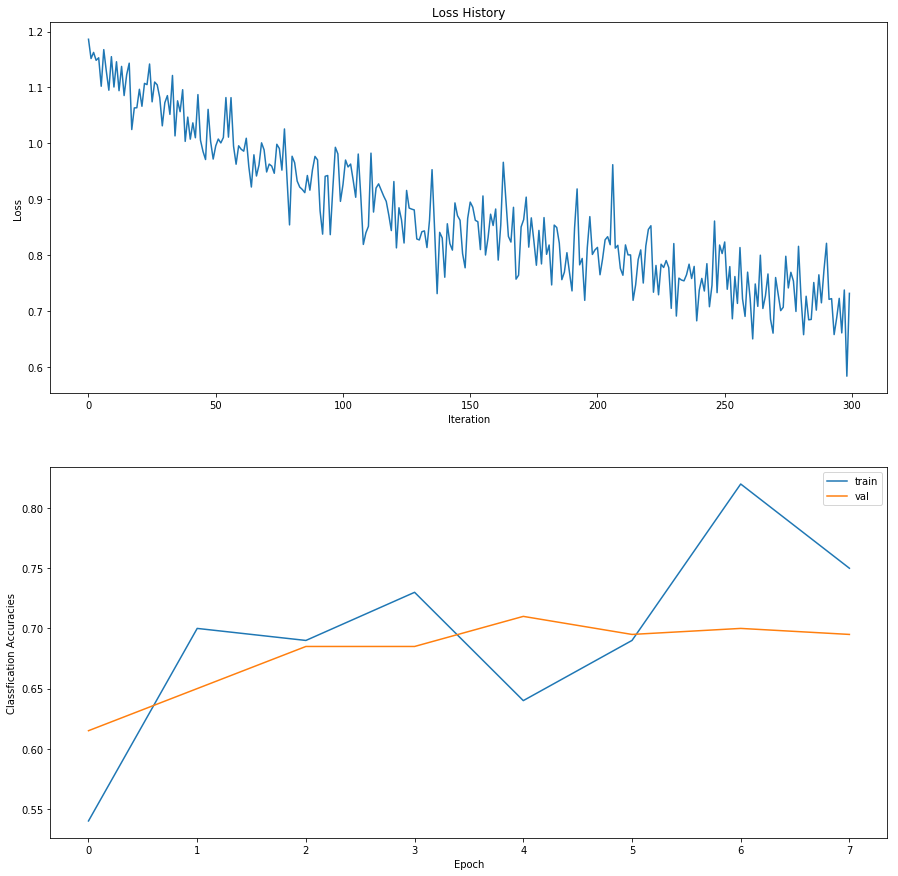 Loss History
1.2
1.1
1.0
0.9
0.8
0.7
0.6
Loss
0 50 100 150 200 250 300
Iteration
train
val
0.80
0.75
0.70
0.65
0.60
0.55
Classfication Accuracies
0 1 2 3 4 5 6 7
Epoch